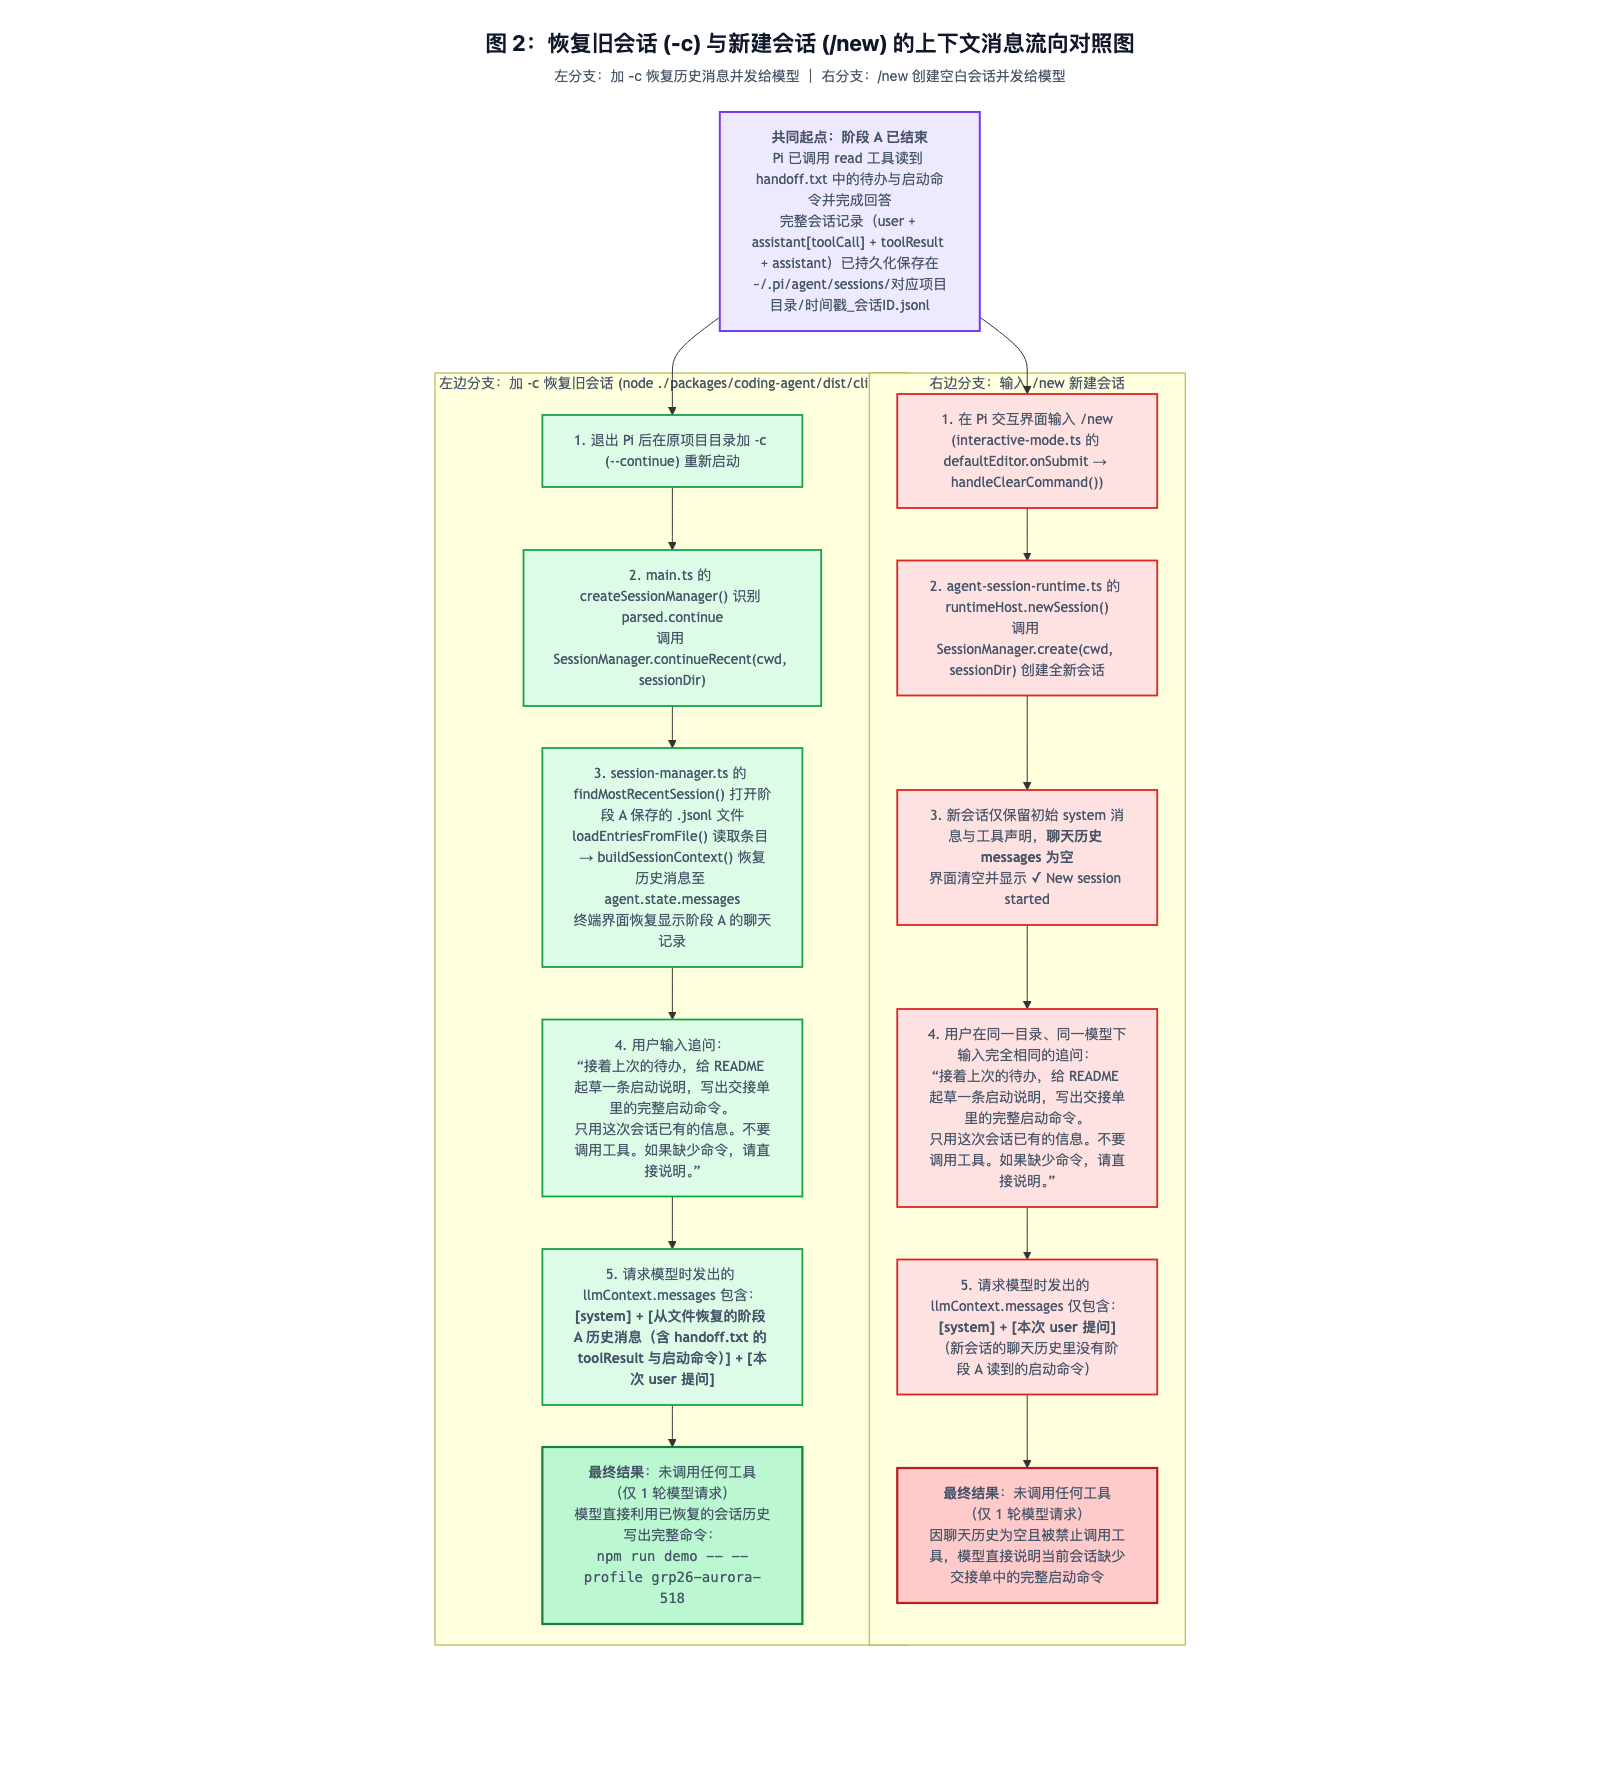 图 2：恢复旧会话 (-c) 与新建会话 (/new) 的上下文消息流向对照图
左分支：加 -c 恢复历史消息并发给模型 ｜ 右分支：/new 创建空白会话并发给模型
共同起点：阶段 A 已结束
Pi 已调用 read 工具读到
handoff.txt 中的待办与启动命
令并完成回答
完整会话记录（user +
assistant[toolCall] + toolResult
+ assistant）已持久化保存在
~/.pi/agent/sessions/对应项目
目录/时间戳_会话ID.jsonl
左边分支：加 -c 恢复旧会话 (node ./packages/coding-agent/dist/cli
1. 退出 Pi 后在原项目目录加 -c
(--continue) 重新启动
2. main.ts 的
createSessionManager() 识别
parsed.continue
调用
SessionManager.continueRecent(cwd,
sessionDir)
3. session-manager.ts 的
findMostRecentSession() 打开阶
段 A 保存的 .jsonl 文件
loadEntriesFromFile() 读取条目
→ buildSessionContext() 恢复
历史消息至
agent.state.messages
终端界面恢复显示阶段 A 的聊天
记录
4. 用户输入追问：
“接着上次的待办，给 README
起草一条启动说明，写出交接单
里的完整启动命令。
只用这次会话已有的信息。不要
调用工具。如果缺少命令，请直
接说明。”
5. 请求模型时发出的
llmContext.messages 包含：
[system] + [从文件恢复的阶段
A 历史消息（含 handoff.txt 的
toolResult 与启动命令）] + [本
次 user 提问]
最终结果：未调用任何工具
（仅 1 轮模型请求）
模型直接利用已恢复的会话历史
写出完整命令：
npm run demo -- --
profile grp26-aurora-
518
右边分支：输入 /new 新建会话
1. 在 Pi 交互界面输入 /new
(interactive-mode.ts 的
defaultEditor.onSubmit →
handleClearCommand())
2. agent-session-runtime.ts 的
runtimeHost.newSession()
调用
SessionManager.create(cwd,
sessionDir) 创建全新会话
3. 新会话仅保留初始 system 消
息与工具声明，聊天历史
messages 为空
界面清空并显示 ✓ New session
started
4. 用户在同一目录、同一模型下
输入完全相同的追问：
“接着上次的待办，给 README
起草一条启动说明，写出交接单
里的完整启动命令。
只用这次会话已有的信息。不要
调用工具。如果缺少命令，请直
接说明。”
5. 请求模型时发出的
llmContext.messages 仅包含：
[system] + [本次 user 提问]
（新会话的聊天历史里没有阶
段 A 读到的启动命令）
最终结果：未调用任何工具
（仅 1 轮模型请求）
因聊天历史为空且被禁止调用工
具，模型直接说明当前会话缺少
交接单中的完整启动命令